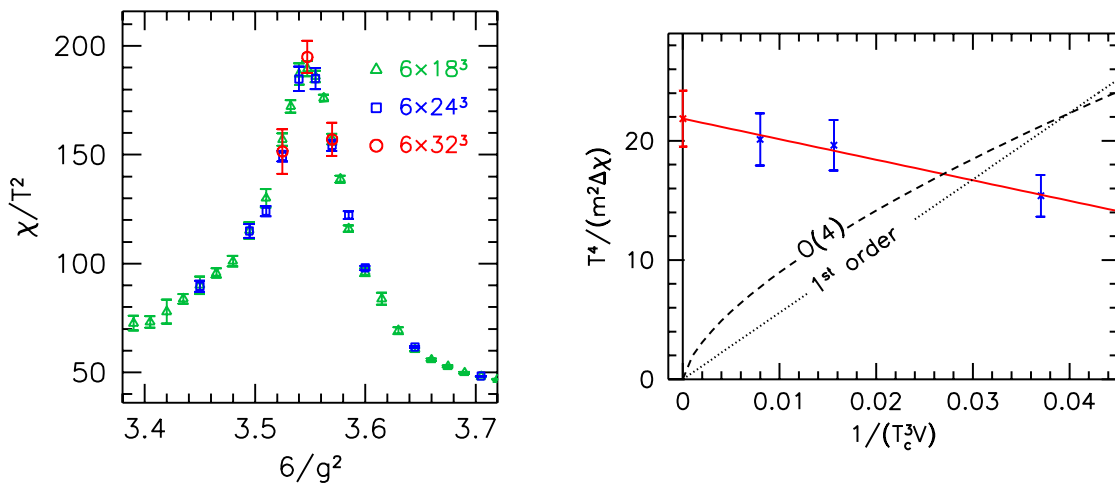 200
150
100
50
χ/T²
6×18³
6×24³
6×32³
3.4 3.5 3.6 3.7
6/g²
20
10
0
T⁴/(m²Δχ)
O(4)
1st order
0 0.01 0.02 0.03 0.04
1/(T_c³V)